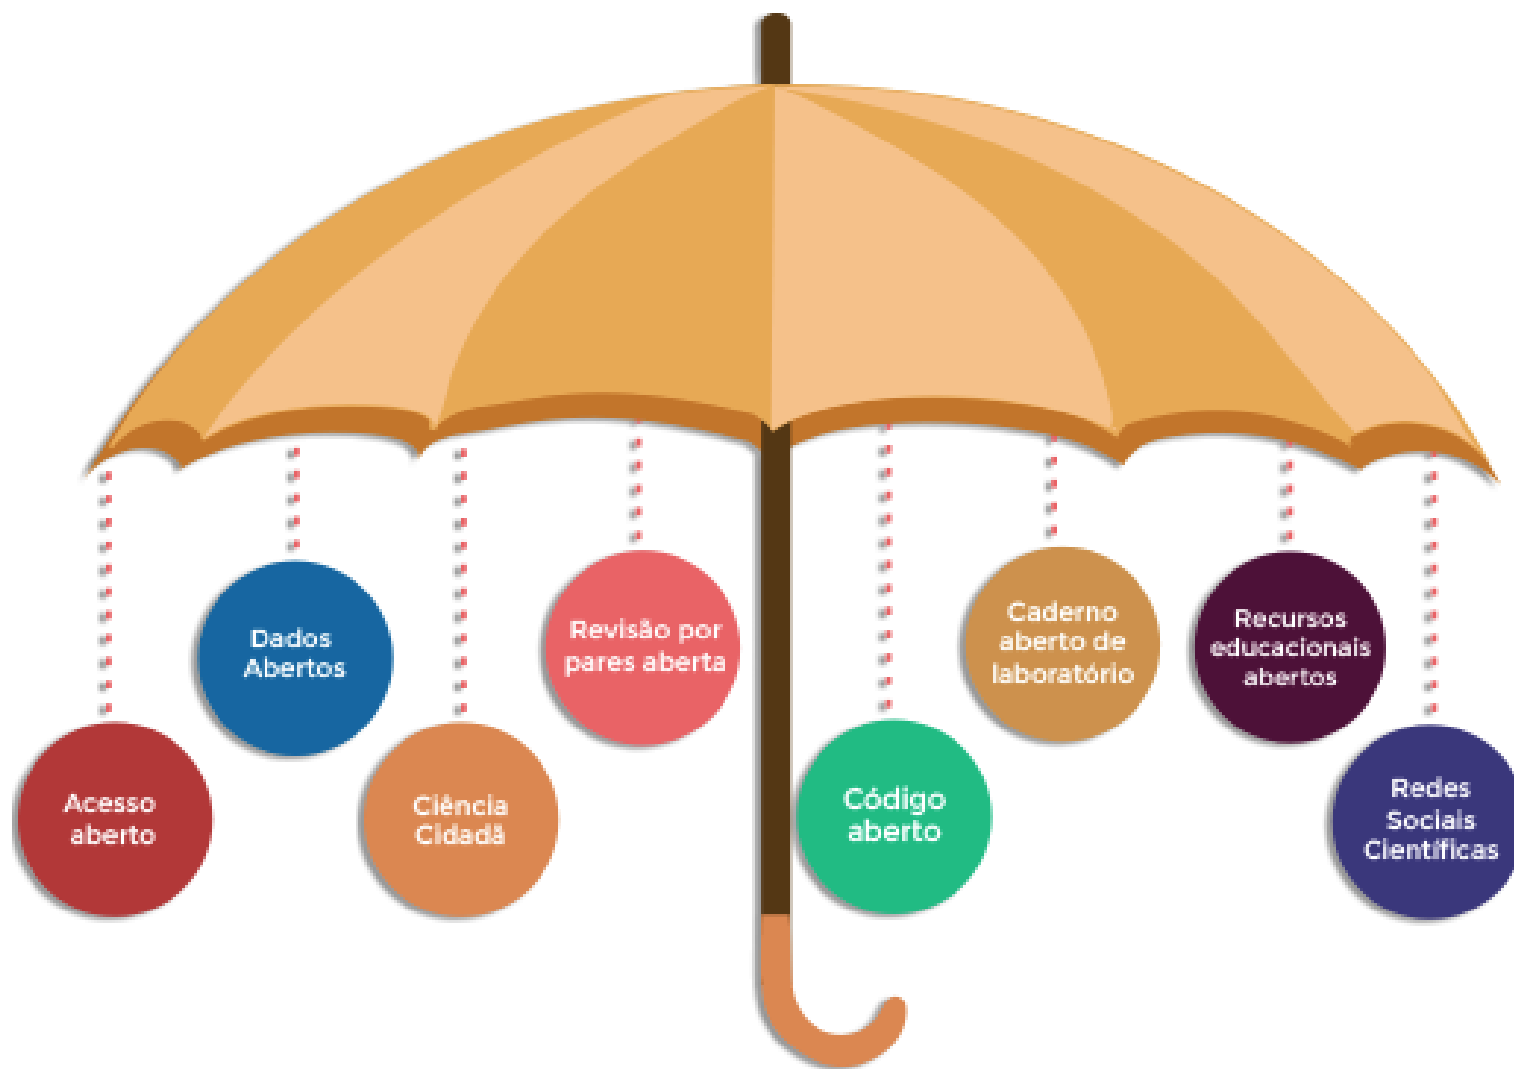 Acesso
aberto
Dados
Abertos
Ciência
Cidadã
Revisão por
pares aberta
Código
aberto
Caderno
aberto de
laboratório
Recursos
educacionais
abertos
Redes
Sociais
Científicas